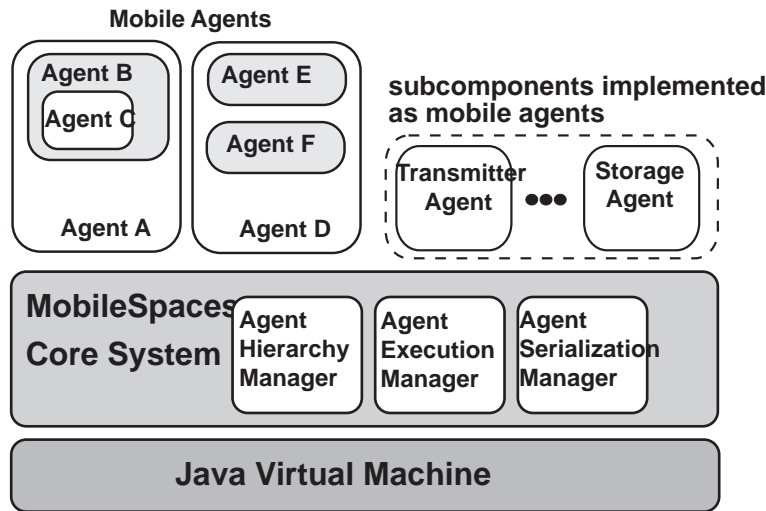 Mobile Agents
Agent B
Agent C
Agent A
Agent E
Agent F
Agent D
subcomponents implemented
as mobile agents
Transmitter
Agent
Storage
Agent
MobileSpaces
Core System
Agent
Hierarchy
Manager
Agent
Execution
Manager
Agent
Serialization
Manager
Java Virtual Machine